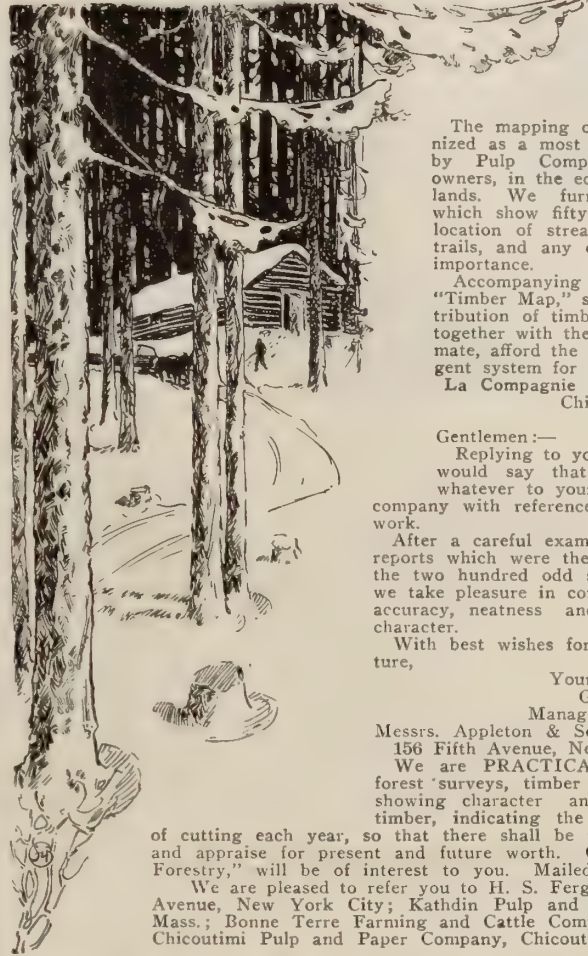 The mapping o
nized as a most
by Pulp Comp
owners, in the ec
lands. We furn
which show fifty
location of strea
trails, and any
importance.
Accompanying
"Timber Map," s
tribution of timb
together with the
mate, afford the
gent system for
La Compagnie
Chi
Gentlemen:—
Replying to yo
would say that
whatever to your
company with reference
work.
After a careful exam
reports which were the
the two hundred odd
we take pleasure in co
accuracy, neatness an
character.
With best wishes for
ture,
Your
G
Manag
Messrs. Appleton & Se
156 Fifth Avenue, Ne
We are PRACTICA
forest surveys, timber
showing character an
timber, indicating the
of cutting each year, so that there shall be
and appraise for present and future worth.
Forestry," will be of interest to you. Mailed
We are pleased to refer you to H. S. Ferg
Avenue, New York City; Kathdin Pulp and
Mass.; Bonne Terre Farming and Cattle Com
Chicoutimi Pulp and Paper Company, Chicout